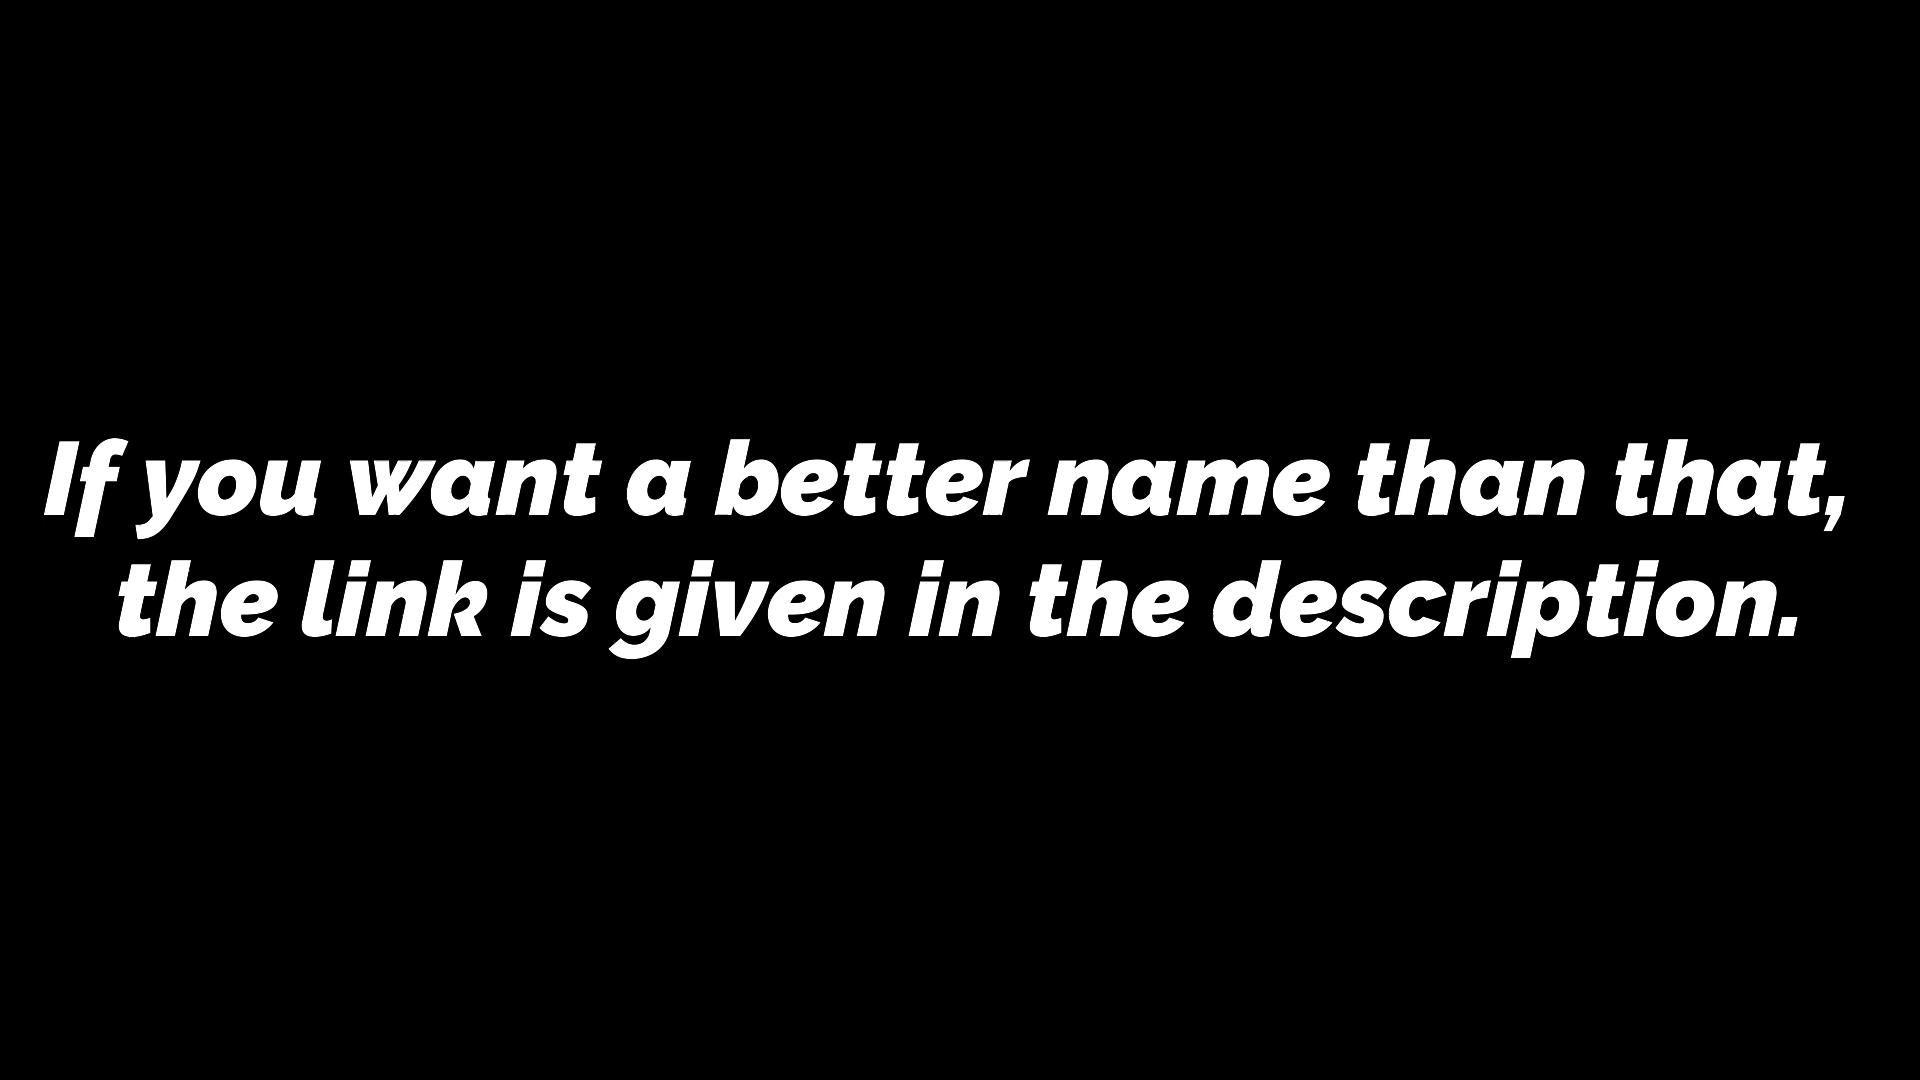 If you want a better name than that,
the link is given in the description.